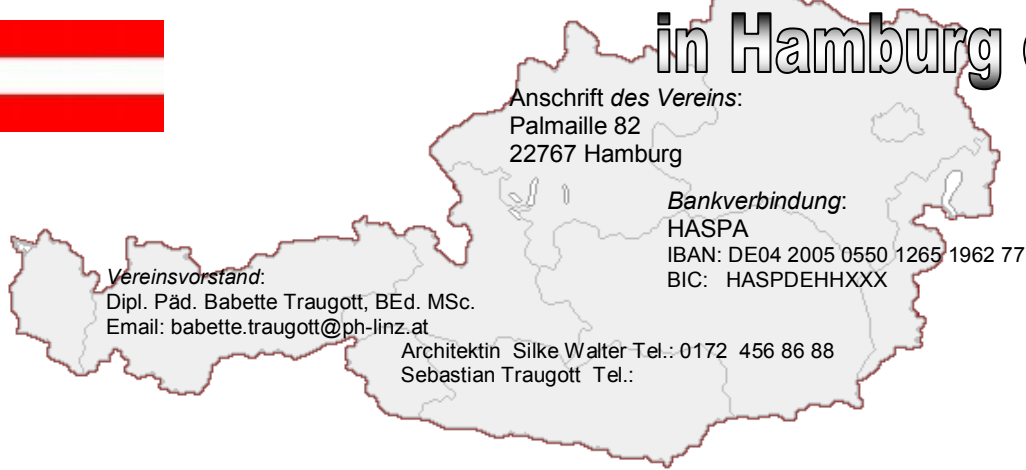 in Hamburg
Anschrift des Vereins:
Palmaille 82
22767 Hamburg
Bankverbindung:
HASPA
IBAN: DE04 2005 0550 1265 1962 77
BIC: HASPDEHHXXX
Vereinsvorstand:
Dipl. Päd. Babette Traugott, BEd. MSc.
Email: babette.traugott@ph-linz.at
Architektin Silke Walter Tel.: 0172 456 86 88
Sebastian Traugott Tel.: